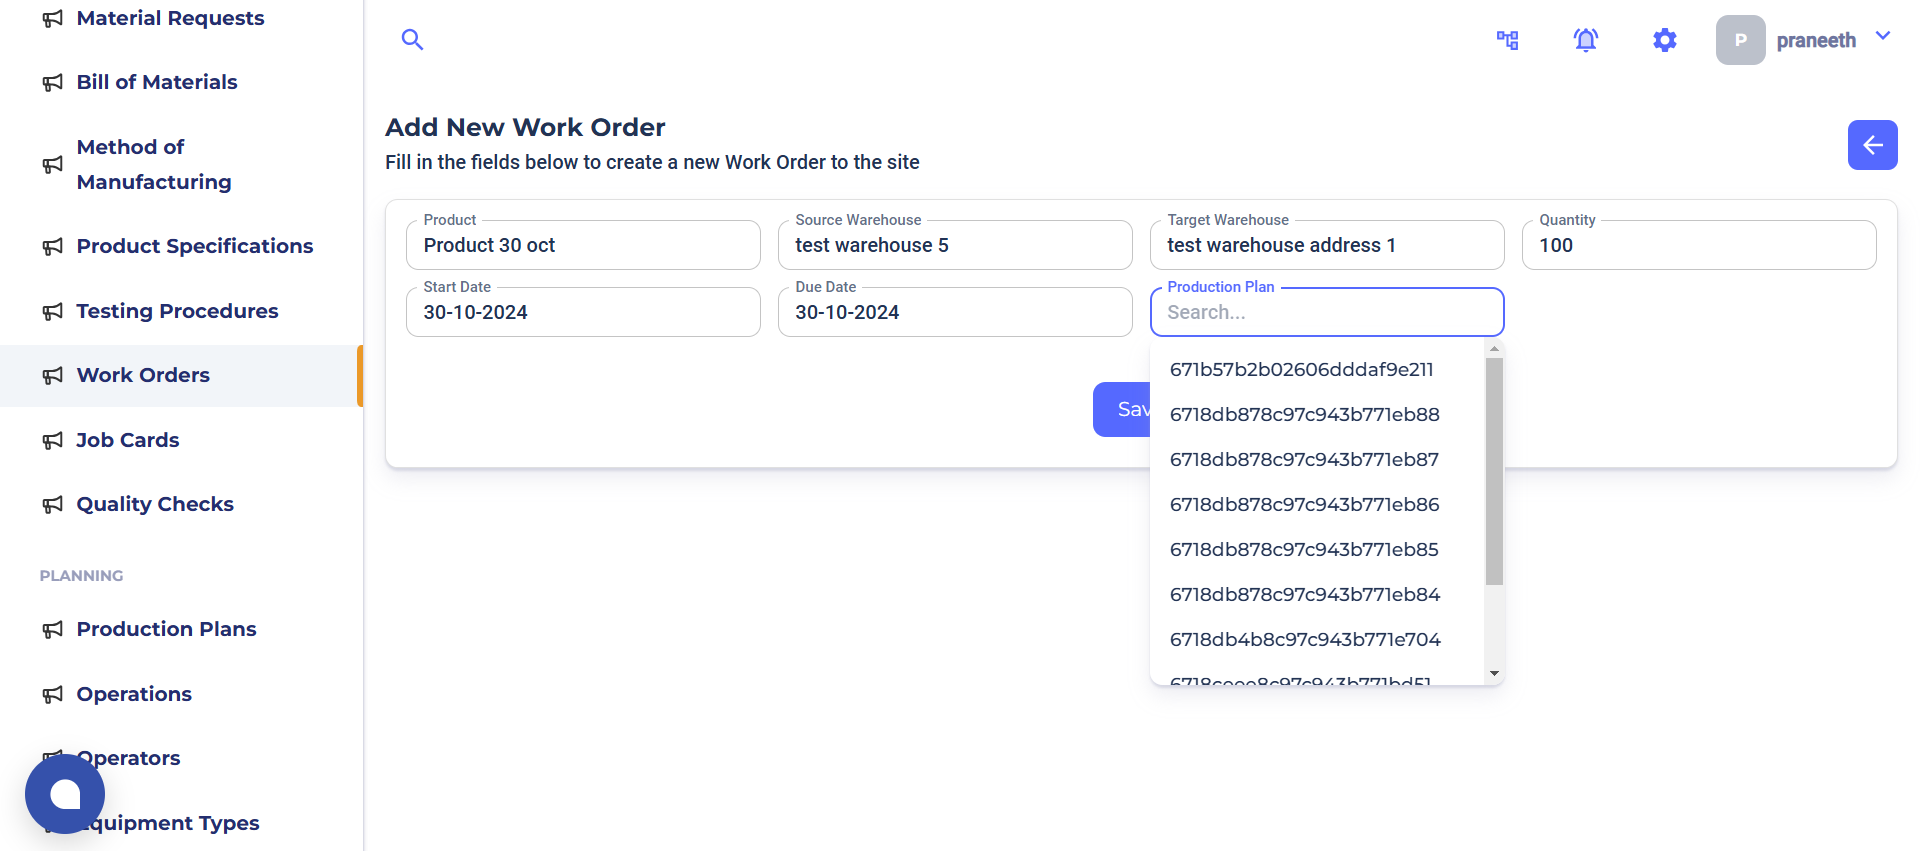 Material Requests
Bill of Materials
Method of
Manufacturing
Product Specifications
Testing Procedures
Work Orders
Job Cards
Quality Checks
PLANNING
Production Plans
Operations
Operators
Equipment Types
P
praneeth
Add New Work Order
Fill in the fields below to create a new Work Order to the site
Product
Product 30 oct
Source Warehouse
test warehouse 5
Target Warehouse
test warehouse address 1
Quantity
100
Start Date
30-10-2024
Due Date
30-10-2024
Production Plan
Search...
Sav
671b57b2b02606dddaf9e211
6718db878c97c943b771eb88
6718db878c97c943b771eb87
6718db878c97c943b771eb86
6718db878c97c943b771eb85
6718db878c97c943b771eb84
6718db4b8c97c943b771e704